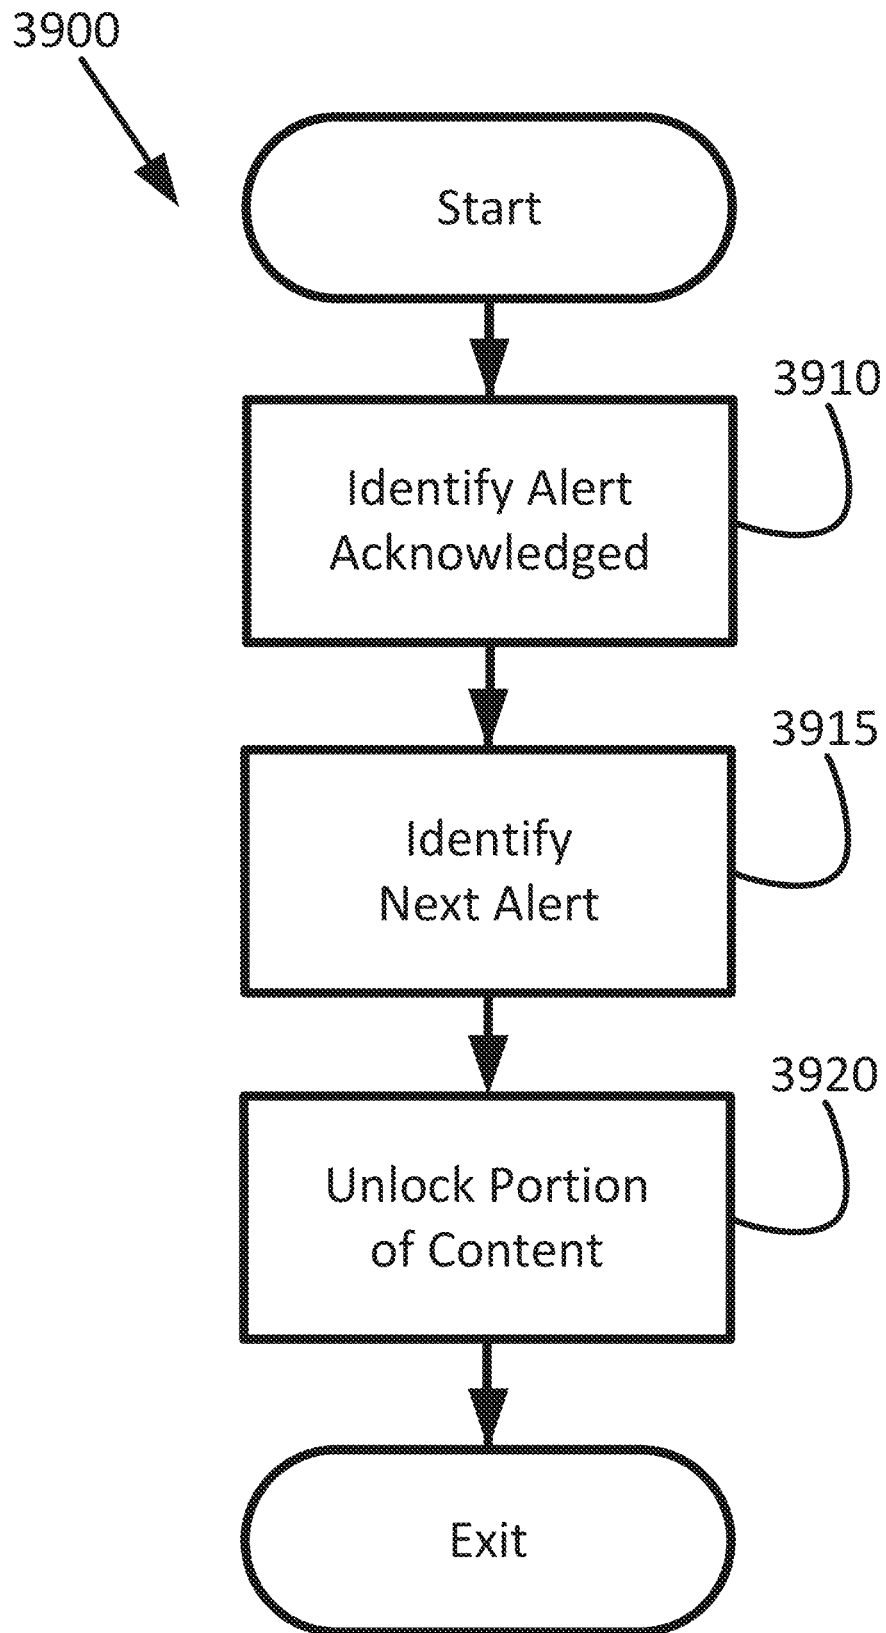 3900
Start
3910
Identify Alert
Acknowledged
3915
Identify
Next Alert
3920
Unlock Portion
of Content
Exit